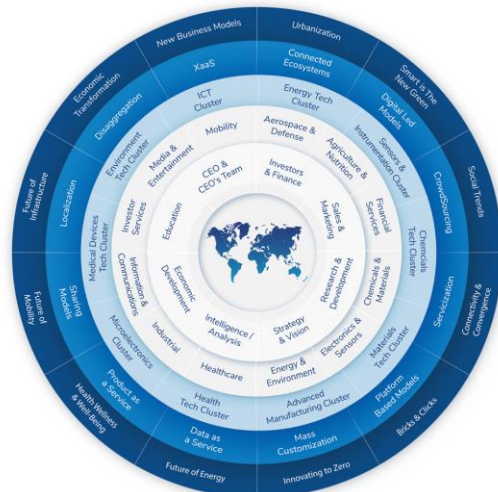 New Business Models
Urbanization
Smart is The
New Green
Social Trends
Connectivity &
Convergence
Bricks & Clicks
Innovating to Zero
Future of Energy
Health Wellness
& Well-Being
Future of
Mobility
Future of
Infrastructure
Economic
Transformation
XaaS
Connected
Ecosystems
Digital Led
Models
CrowdSourcing
Servicization
Platform
Based Models
Mass
Customization
Data as
a Service
Product as
a Service
Sharing
Models
Localization
Disaggregation
ICT
Cluster
Energy Tech
Cluster
Sensors &
Instrumentation Cluster
Chemcials
Tech Cluster
Materials
Tech Cluster
Advanced
Manufacturing Cluster
Health
Tech Cluster
Microelectronics
Cluster
Medical Devices
Tech Cluster
Environment
Tech Cluster
Mobility
Aerospace &
Defense
Agriculture &
Nutrition
Financial
Services
Chemicals
& Materials
Electronics &
Sensors
Energy &
Environment
Healthcare
Industrial
Information &
Communications
Investor
Services
Media &
Entertainment
CEO &
CEO's Team
Investors
& Finance
Sales &
Marketing
Research &
Development
Strategy
& Vision
Intelligence /
Analysis
Economic
Development
Education